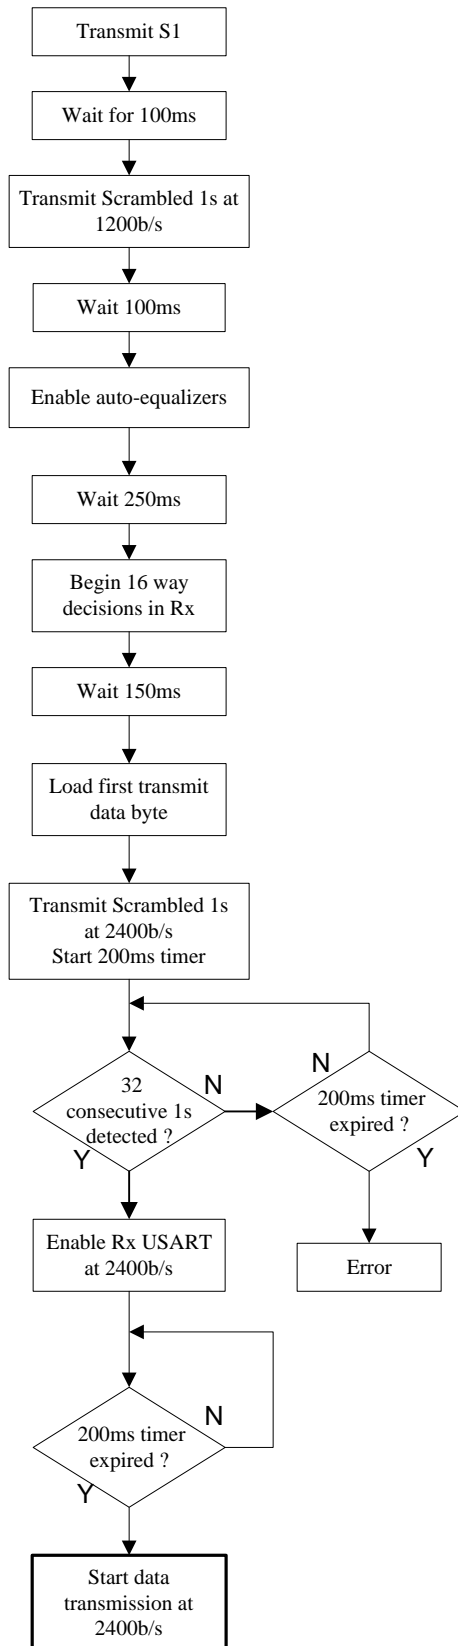 Transmit S1
Wait for 100ms
Transmit Scrambled 1s at
1200b/s
Wait 100ms
Enable auto-equalizers
Wait 250ms
Begin 16 way
decisions in Rx
Wait 150ms
Load first transmit
data byte
Transmit Scrambled 1s
at 2400b/s
Start 200ms timer
32
consecutive 1s
detected ?
N
Y
N
200ms timer
expired ?
Y
Enable Rx USART
at 2400b/s
Error
200ms timer
expired ?
N
Y
Start data
transmission at
2400b/s